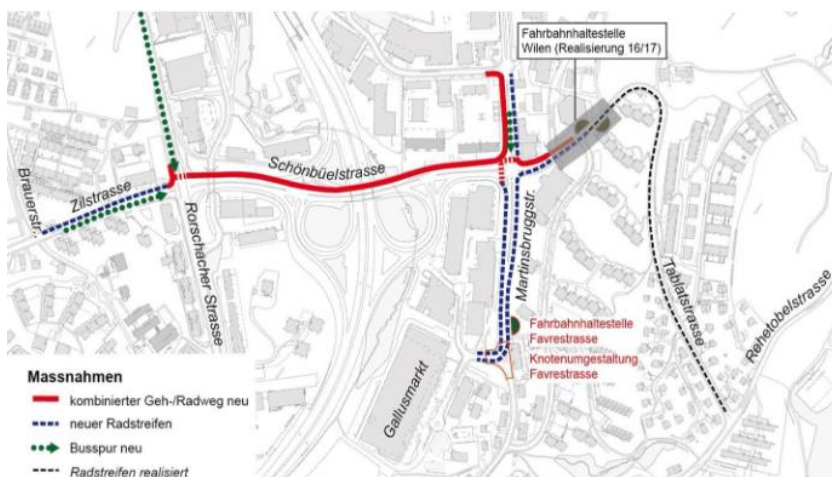 Fahrbahnhaltestelle
Wilen (Realisierung 16/17)
Schönbüelstrasse
Zilstrasse
Brauerstr.
Rorschacher Strasse
Martinsbruggstr.
Tablatstrasse
Rehetobelstrasse
Fahrbahnhaltestelle
Favrestrasse
Knotenumgestaltung
Favrestrasse
Gallusmarkt
Massnahmen
kombinierter Geh-/Radweg neu
neuer Radstreifen
Busspur neu
Radstreifen realisiert